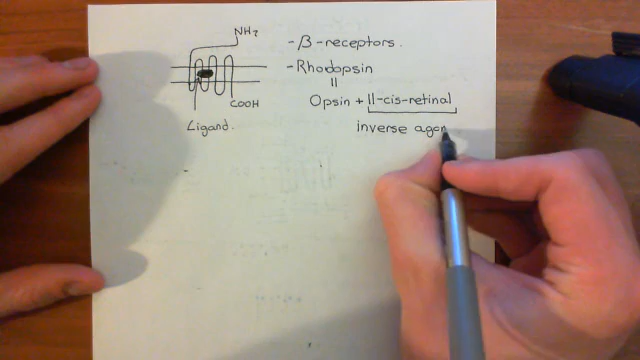 NH2
- β-receptors.
- Rhodopsin
=
Opsin + 11-cis-retinal
COOH
Ligand.
inverse agon